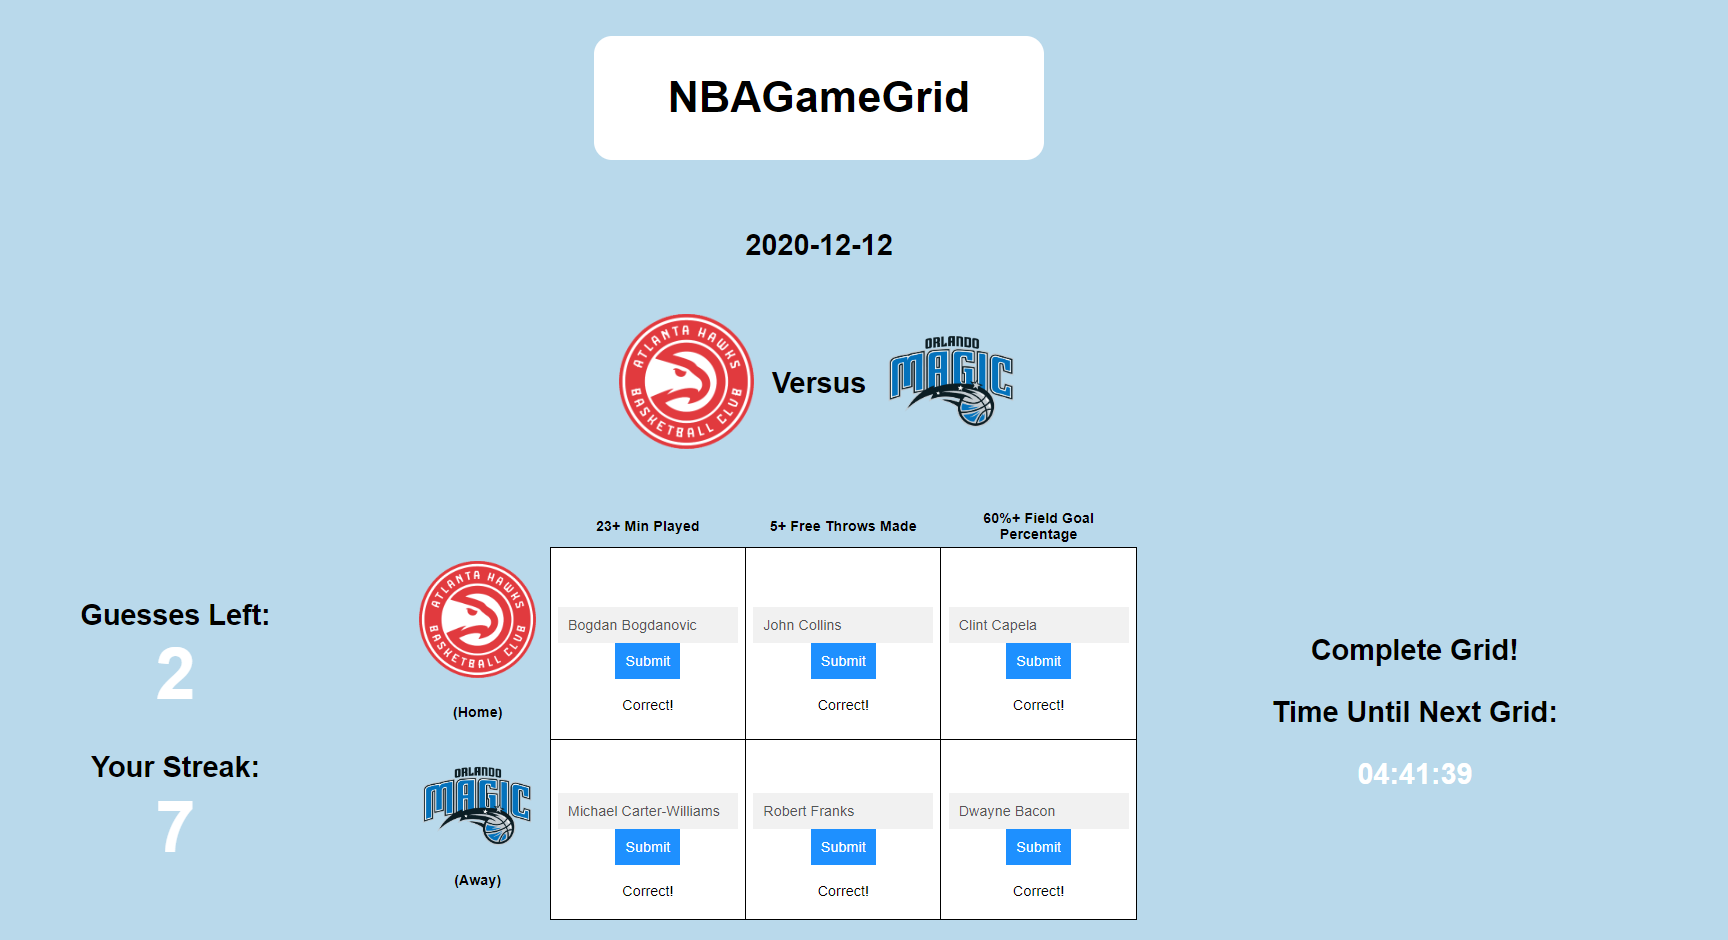 NBAGameGrid
2020-12-12
ATLANTA HAWKS
BASKETBALL CLUB
Versus
ORLANDO
MAGIC
23+ Min Played
5+ Free Throws Made
60%+ Field Goal
Percentage
Guesses Left:
2
Your Streak:
7
ATLANTA HAWKS
BASKETBALL CLUB
(Home)
Bogdan Bogdanovic
Submit
Correct!
John Collins
Submit
Correct!
Clint Capela
Submit
Correct!
ORLANDO
MAGIC
(Away)
Michael Carter-Williams
Submit
Correct!
Robert Franks
Submit
Correct!
Dwayne Bacon
Submit
Correct!
Complete Grid!
Time Until Next Grid:
04:41:39